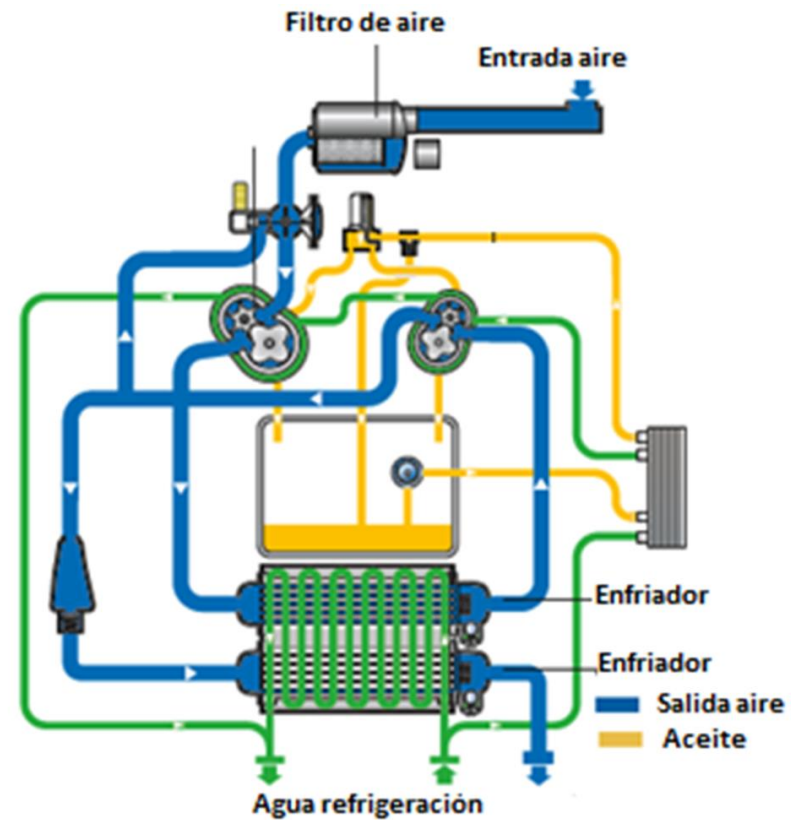 Filtro de aire
Entrada aire
Enfriador
Enfriador
Salida aire
Aceite
Agua refrigeración